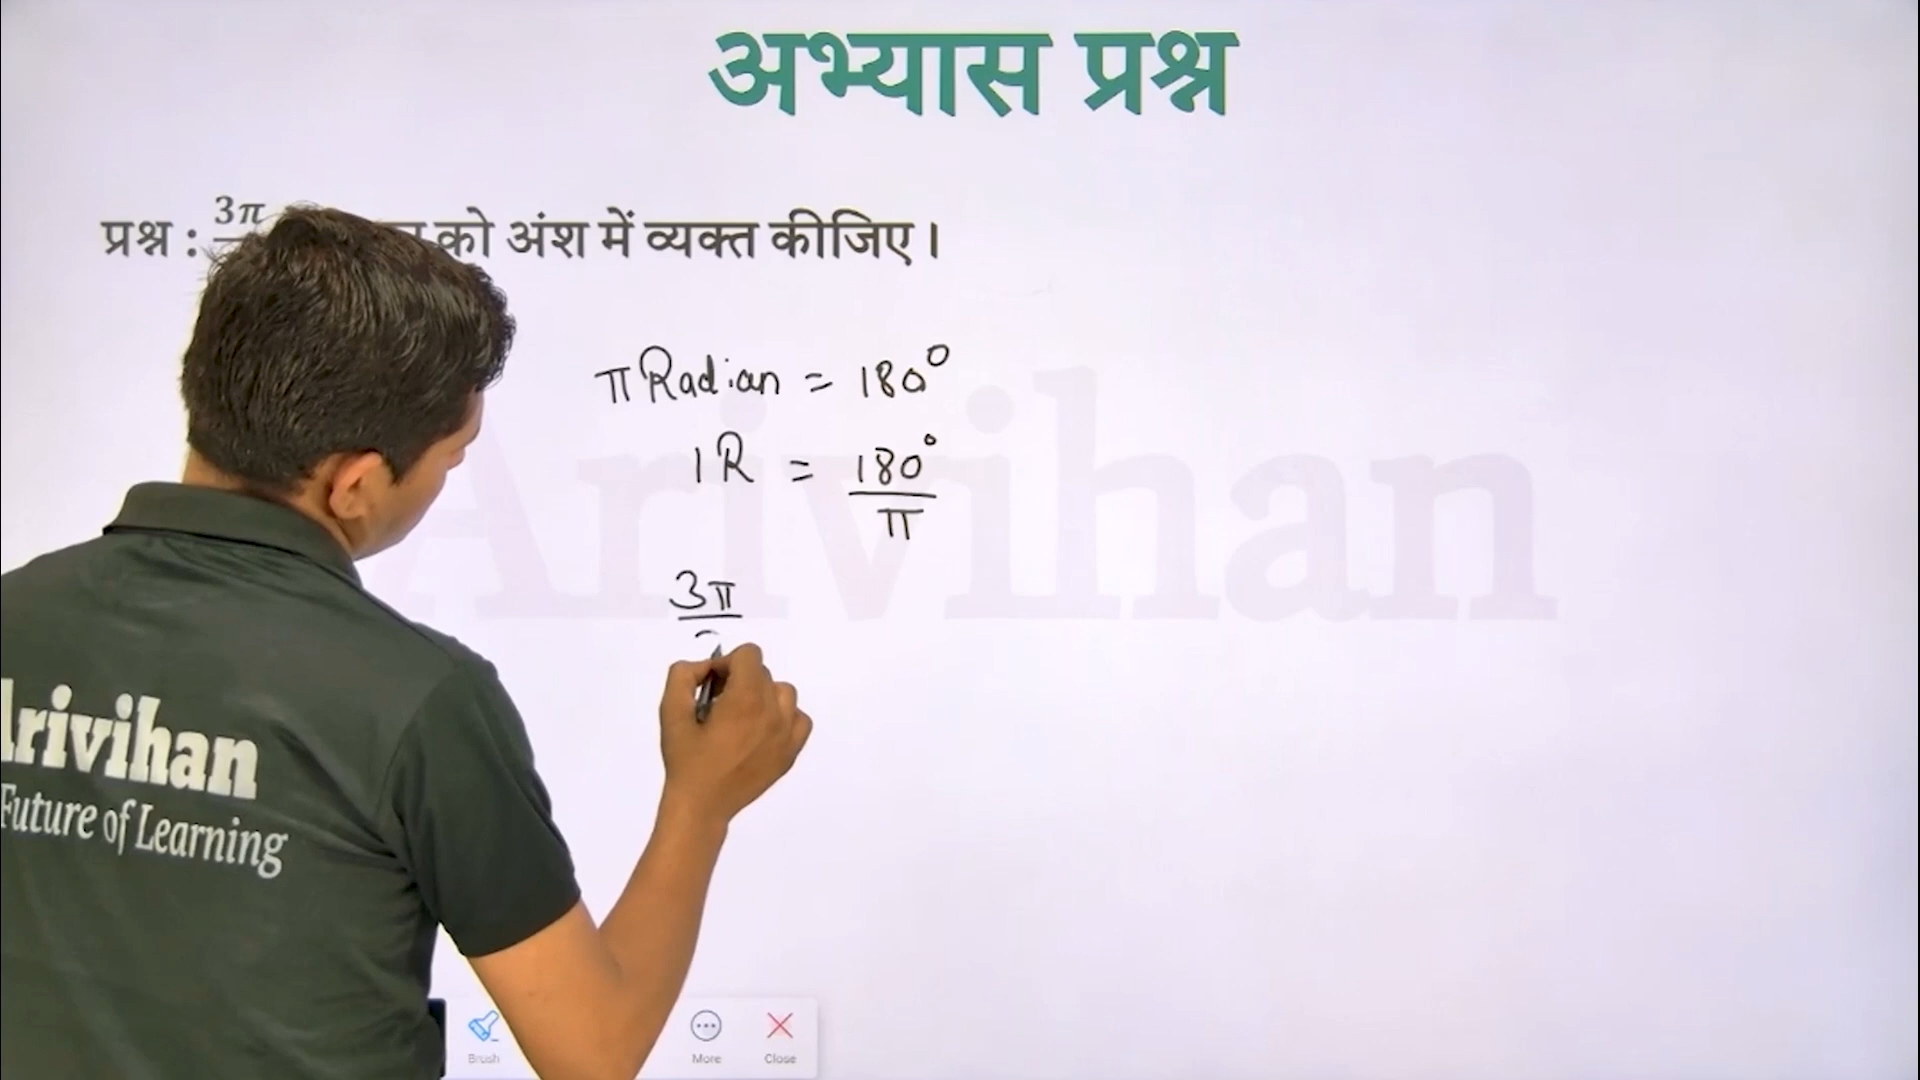 अभ्यास प्रश्न
प्रश्न : 3π को अंश में व्यक्त कीजिए।
π Radian = 180°
1R = 180°
π
3π
Arivihan
Arivihan
Future of Learning
Brush More Close